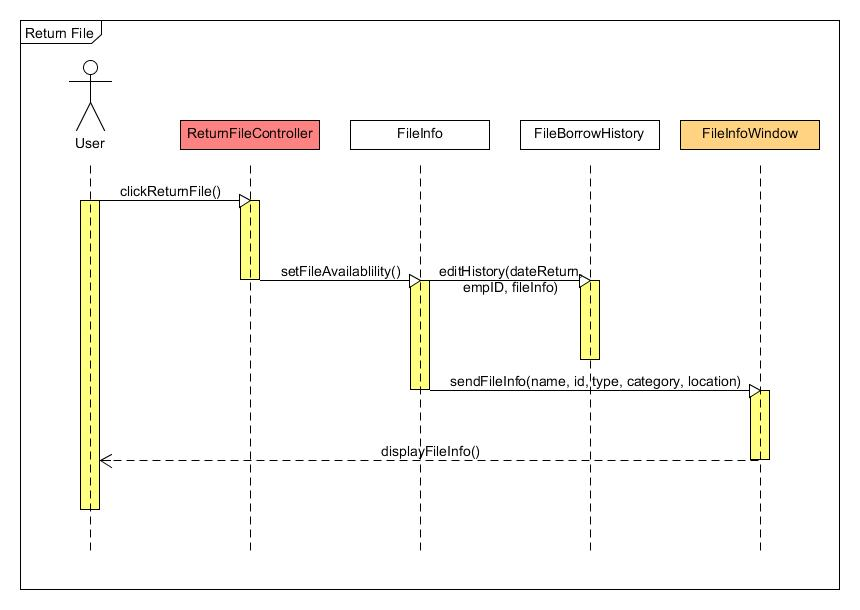 Return File
User
ReturnFileController
FileInfo
FileBorrowHistory
FileInfoWindow
clickReturnFile()
setFileAvailablility()
editHistory(dateReturn,
empID, fileInfo)
sendFileInfo(name, id, type, category, location)
displayFileInfo()